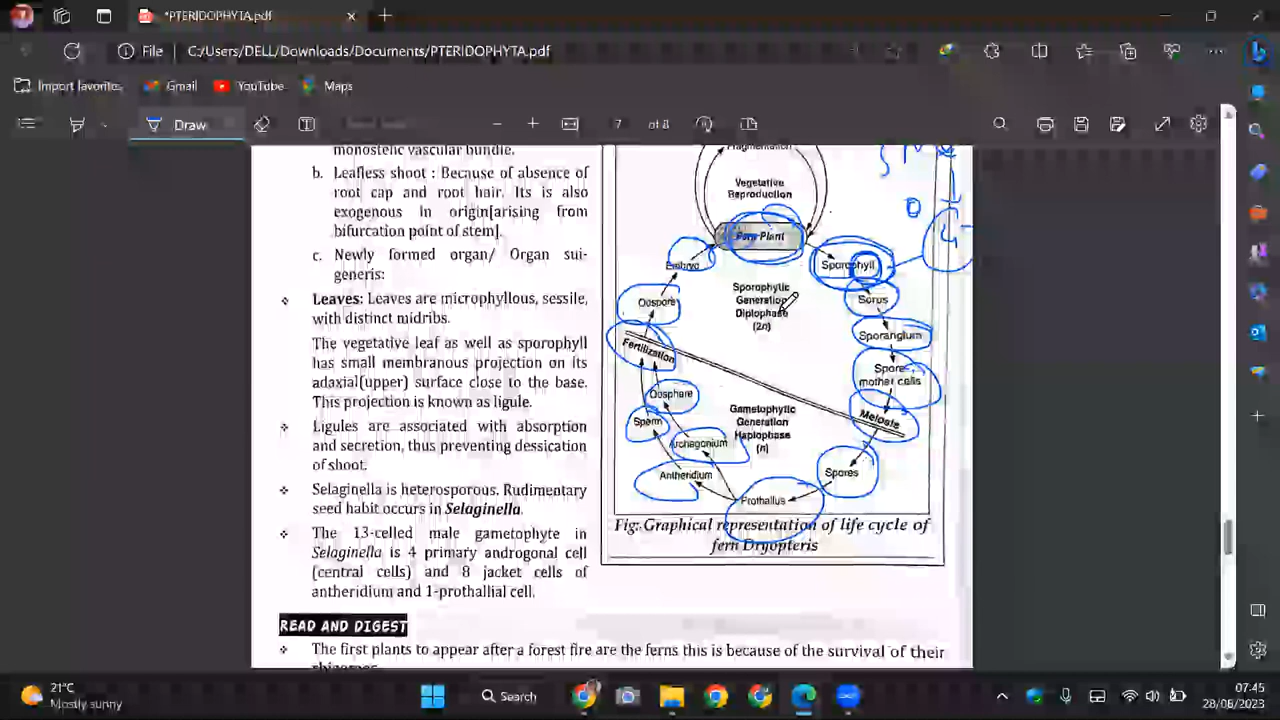 *PTERIDOPHYTA.pdf
File
C:/Users/DELL/Downloads/Documents/PTERIDOPHYTA.pdf
Import favorites
Gmail
YouTube
Maps
Draw
7 of 8
monostelic vascular bundle.
b. Leafless shoot : Because of absence of
root cap and root hair. Its is also
exogenous in origin[arising from
bifurcation point of stem].
c. Newly formed organ/ Organ sui-
generis:
Leaves: Leaves are microphyllous, sessile,
with distinct midribs.
The vegetative leaf as well as sporophyll
has small membranous projection on its
adaxial(upper) surface close to the base.
This projection is known as ligule.
Ligules are associated with absorption
and secretion, thus preventing dessication
of shoot.
Selaginella is heterosporous. Rudimentary
seed habit occurs in Selaginella.
The 13-celled male gametophyte in
Selaginella is 4 primary androgonal cell
(central cells) and 8 jacket cells of
antheridium and 1-prothallial cell.
Fragmentation
Vegetative
Reproduction
Fern Plant
Embryo
Sporophyll
Oospore
Sporophytic
Generation
Diplophase
(2n)
Sorus
Sporangium
Fertilization
Spore
mother cells
Oosphere
Gametophytic
Generation
Haplophase
(n)
Meiosis
Sperm
Archegonium
Antheridium
Spores
Prothallus
Fig: Graphical representation of life cycle of
fern Dryopteris
READ AND DIGEST
The first plants to appear after a forest fire are the ferns this is because of the survival of their
rhizomes.
21°C
Mostly sunny
Search
07:45
28/06/2023